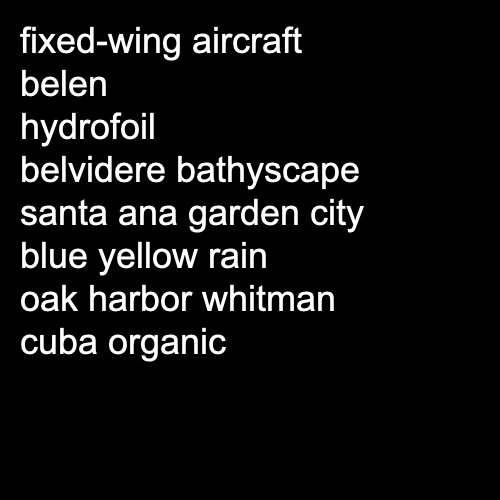 fixed-wing aircraft
belen
hydrofoil
belvidere bathyscape
santa ana garden city
blue yellow rain
oak harbor whitman
cuba organic